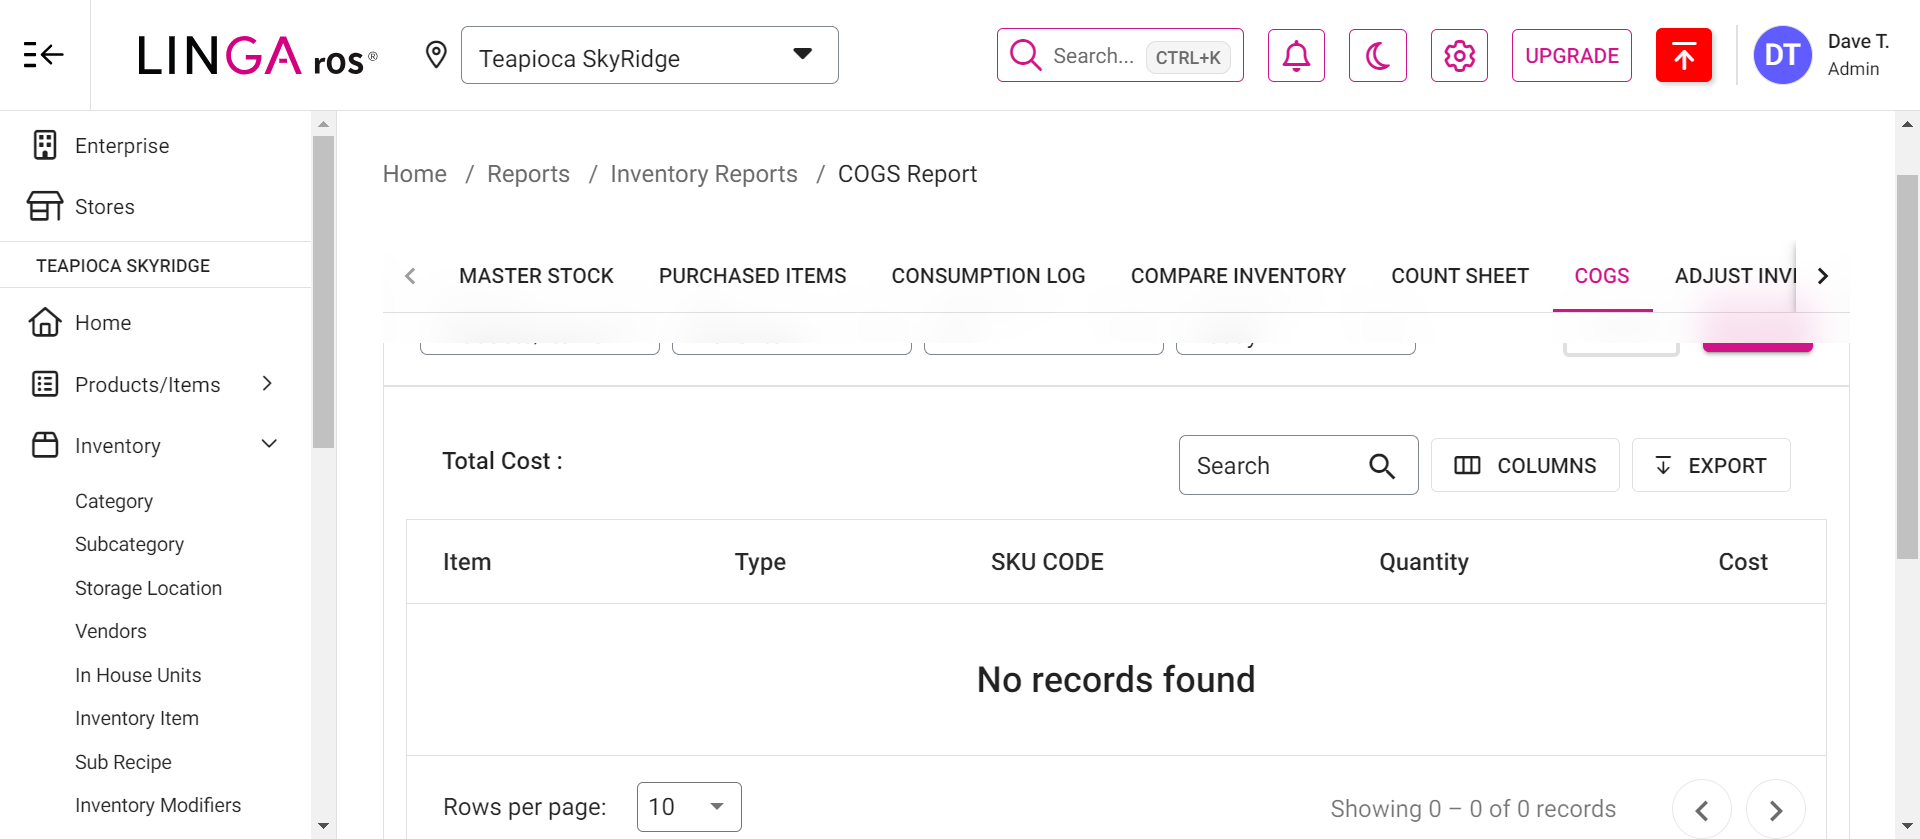 LINGA ros®
Teapioca SkyRidge
Search... CTRL+K
UPGRADE
DT
Dave T.
Admin
Enterprise
Stores
TEAPIOCA SKYRIDGE
Home
Products/Items
Inventory
Category
Subcategory
Storage Location
Vendors
In House Units
Inventory Item
Sub Recipe
Inventory Modifiers
Home / Reports / Inventory Reports / COGS Report
MASTER STOCK PURCHASED ITEMS CONSUMPTION LOG COMPARE INVENTORY COUNT SHEET COGS ADJUST
Total Cost :
Search
COLUMNS
EXPORT
Item Type SKU CODE Quantity Cost
No records found
Rows per page: 10
Showing 0 – 0 of 0 records